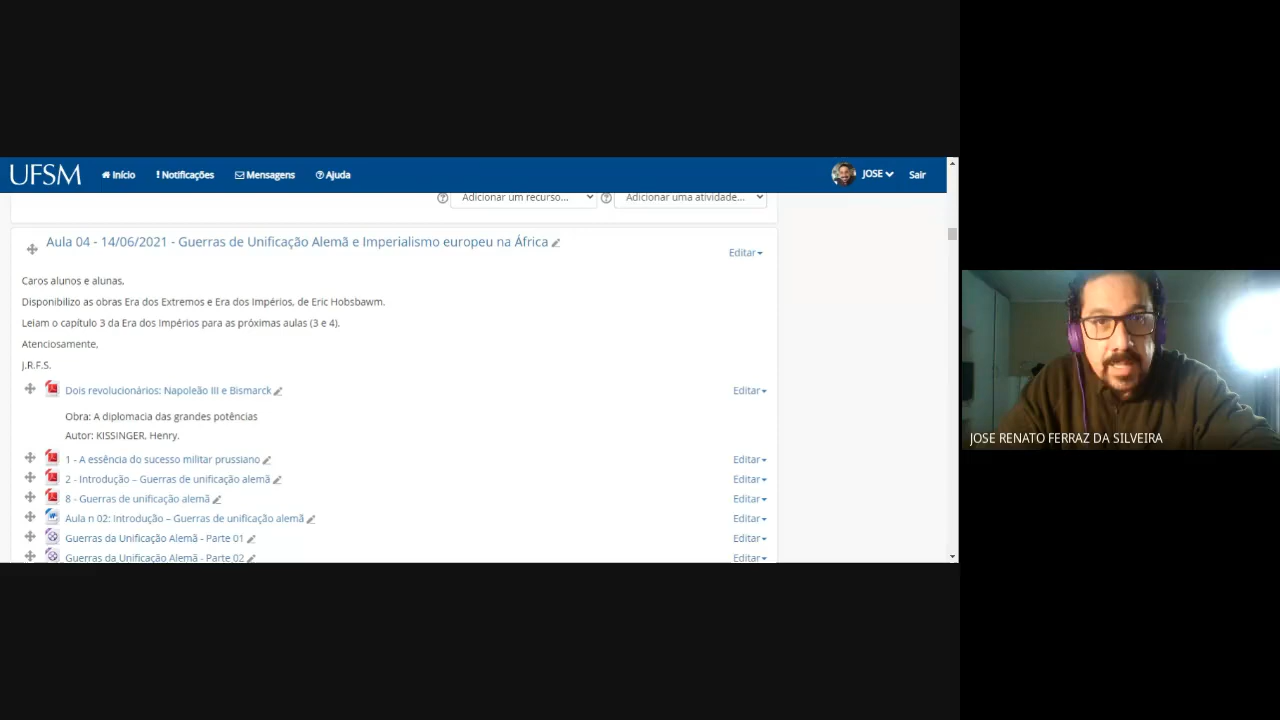 UFSM Início Notificações Mensagens Ajuda JOSE Sair
Adicionar um recurso... Adicionar uma atividade...
Aula 04 - 14/06/2021 - Guerras de Unificação Alemã e Imperialismo europeu na África
Editar
Caros alunos e alunas,
Disponibilizo as obras Era dos Extremos e Era dos Impérios, de Eric Hobsbawm.
Leiam o capítulo 3 da Era dos Impérios para as próximas aulas (3 e 4).
Atenciosamente,
J.R.F.S.
Dois revolucionários: Napoleão III e Bismarck Editar
Obra: A diplomacia das grandes potências
Autor: KISSINGER, Henry.
1 - A essência do sucesso militar prussiano Editar
2 - Introdução – Guerras de unificação alemã Editar
8 - Guerras de unificação alemã Editar
Aula n 02: Introdução – Guerras de unificação alemã Editar
Guerras da Unificação Alemã - Parte 01 Editar
Guerras da Unificação Alemã - Parte 02 Editar
JOSE RENATO FERRAZ DA SILVEIRA